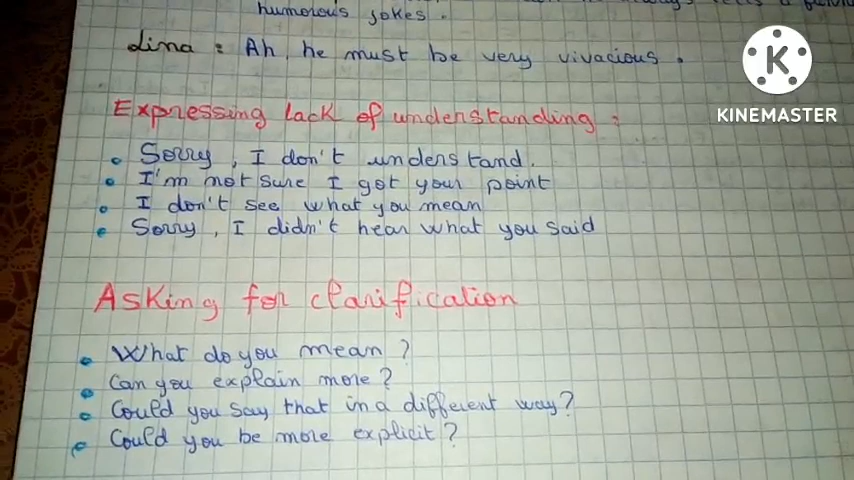 humorous jokes.
Lina : Ah, he must be very vivacious.
KINEMASTER
Expressing lack of understanding :
• Sorry, I don't understand.
• I'm not sure I got your point
• I don't see what you mean
• Sorry, I didn't hear what you said
Asking for clarification
• What do you mean ?
• Can you explain more ?
• Could you say that in a different way?
• Could you be more explicit ?